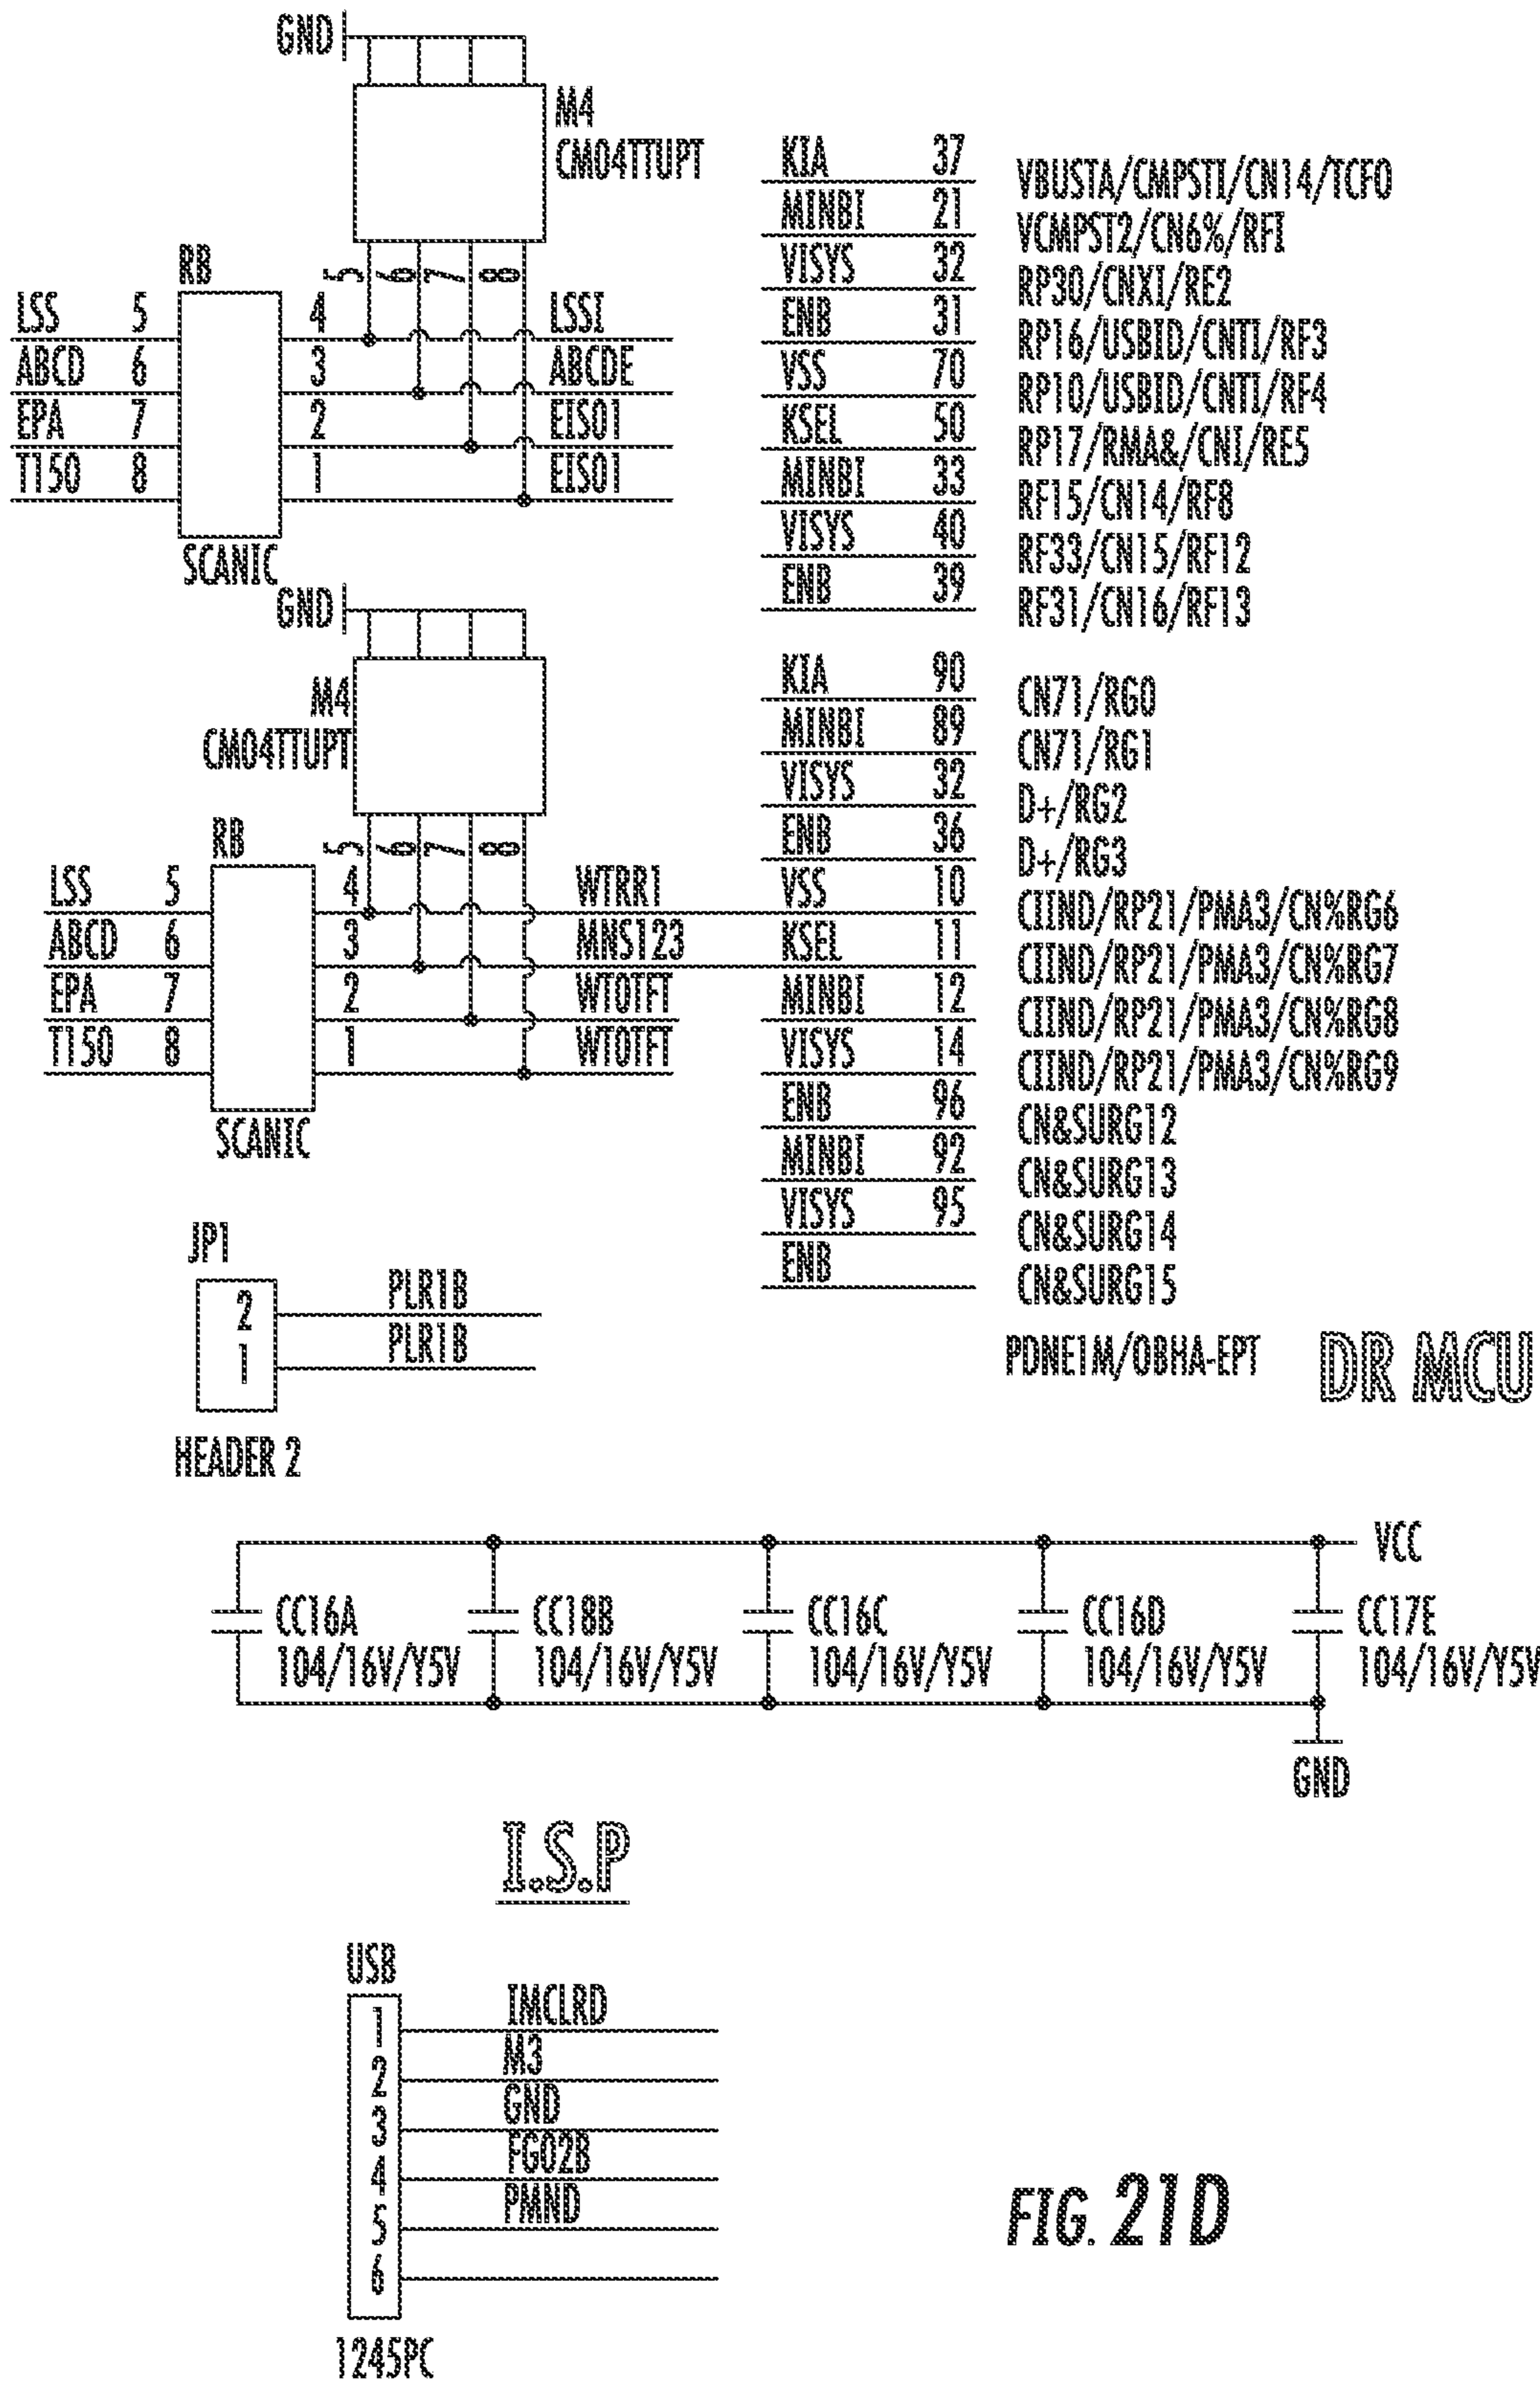 GND
M4
CM04TTUPT
5 6 7 8
RB
LSS 5 4 LSSI
ABCD 6 3 ABCDE
EPA 7 2 EIS01
T150 8 1 EIS01
SCANIC
KIA 37 VBUSTA/CMPSTI/CN14/TCF0
MINBI 21 VCMPST2/CN6%/RFI
VISYS 32 RP30/CNXI/RE2
ENB 31 RP16/USBID/CNTI/RF3
VSS 70 RP10/USBID/CNTI/RF4
KSEL 50 RP17/RMA&/CNI/RE5
MINBI 33 RF15/CN14/RF8
VISYS 40 RF33/CN15/RF12
ENB 39 RF31/CN16/RF13
GND
M4
CM04TTUPT
5 6 7 8
RB
LSS 5 4 WTRR1
ABCD 6 3 MNS123
EPA 7 2 WTOTFT
T150 8 1 WTOTFT
SCANIC
KIA 90 CN71/RG0
MINBI 89 CN71/RG1
VISYS 32 D+/RG2
ENB 36 D+/RG3
VSS 10 CIIND/RP21/PMA3/CN%RG6
KSEL 11 CIIND/RP21/PMA3/CN%RG7
MINBI 12 CIIND/RP21/PMA3/CN%RG8
VISYS 14 CIIND/RP21/PMA3/CN%RG9
ENB 96 CN&SURG12
MINBI 92 CN&SURG13
VISYS 95 CN&SURG14
ENB CN&SURG15
PDNE1M/OBHA-EPT DR MCU
JP1
2 PLR1B
1 PLR1B
HEADER 2
VCC
CC16A
104/16V/Y5V
CC18B
104/16V/Y5V
CC16C
104/16V/Y5V
CC16D
104/16V/Y5V
CC17E
104/16V/Y5V
GND
I.S.P
USB
1 IMCLRD
2 M3
3 GND
4 FG02B
5 PMND
6
1245PC
FIG. 21D